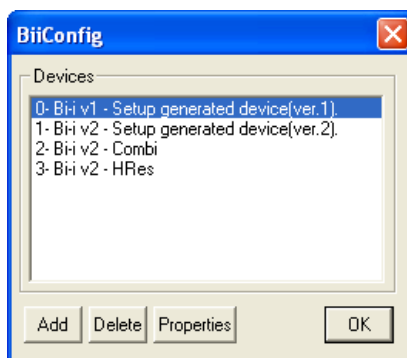 BiiConfig
Devices
0- Bi-i v1 - Setup generated device(ver.1).
1- Bi-i v2 - Setup generated device(ver.2).
2- Bi-i v2 - Combi
3- Bi-i v2 - HRes
Add Delete Properties OK